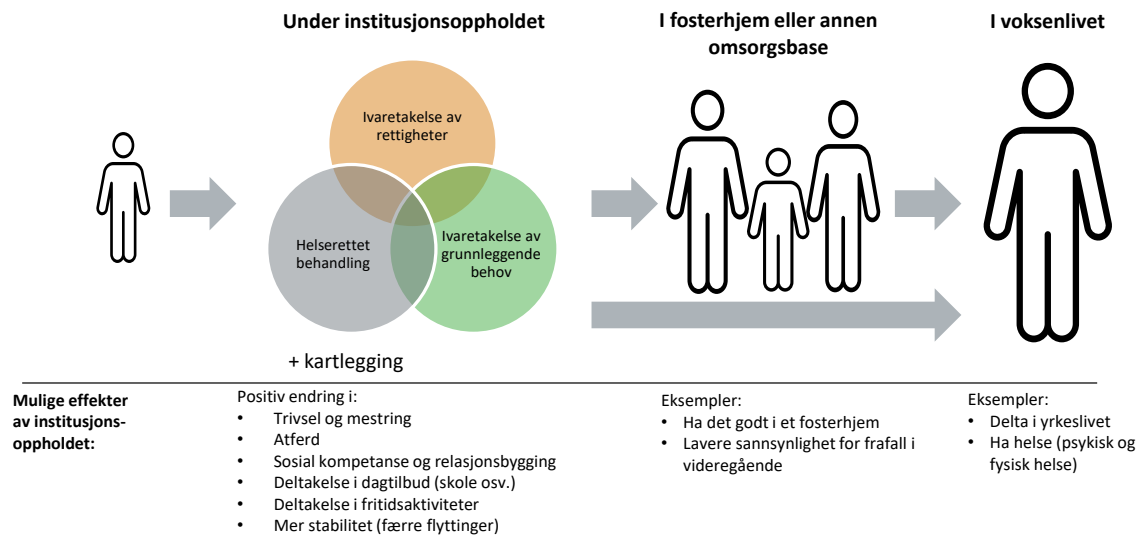 Under institusjonsoppholdet
I fosterhjem eller annen
omsorgsbase
I voksenlivet
Ivaretakelse av
rettigheter
Helserettet
behandling
Ivaretakelse av
grunnleggende
behov
+ kartlegging
Mulige effekter
av institusjons-
oppholdet:
Positiv endring i:
• Trivsel og mestring
• Atferd
• Sosial kompetanse og relasjonsbygging
• Deltakelse i dagtilbud (skole osv.)
• Deltakelse i fritidsaktiviteter
• Mer stabilitet (færre flyttinger)
Eksempler:
• Ha det godt i et fosterhjem
• Lavere sannsynlighet for frafall i
videregående
Eksempler:
• Delta i yrkeslivet
• Ha helse (psykisk og
fysisk helse)